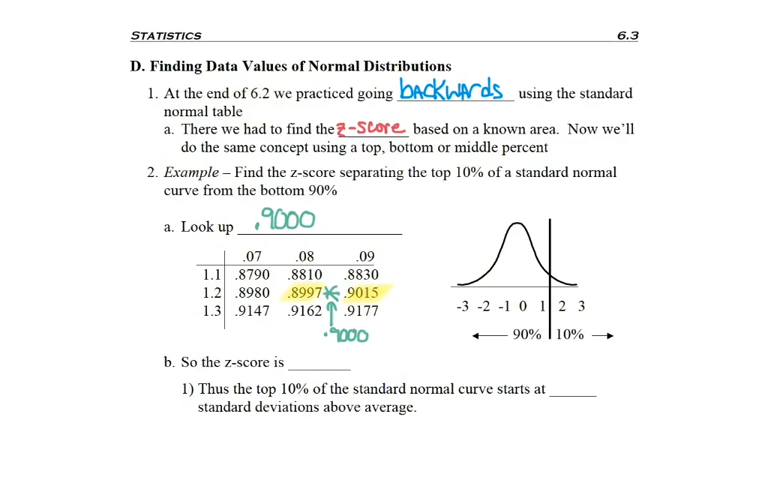 STATISTICS 6.3
D. Finding Data Values of Normal Distributions
1. At the end of 6.2 we practiced going backwards using the standard
normal table
a. There we had to find the z-score based on a known area. Now we'll
do the same concept using a top, bottom or middle percent
2. Example – Find the z-score separating the top 10% of a standard normal
curve from the bottom 90%
a. Look up .9000
.07 .08 .09
1.1 .8790 .8810 .8830
1.2 .8980 .8997 * .9015
1.3 .9147 .9162 .9177
.9000
-3 -2 -1 0 1 2 3
90% 10%
b. So the z-score is ________
1) Thus the top 10% of the standard normal curve starts at ______
standard deviations above average.